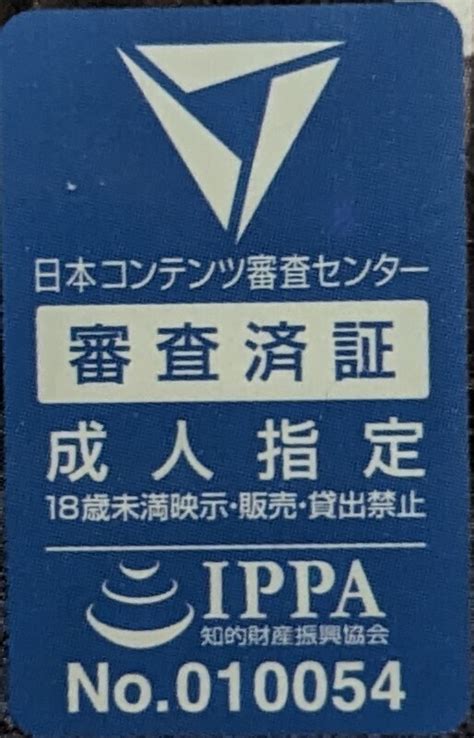 日本コンテンツ審査センター
審査済証
成人指定
18歳未満映示・販売・貸出禁止
IPPA
知的財産振興協会
No.010054